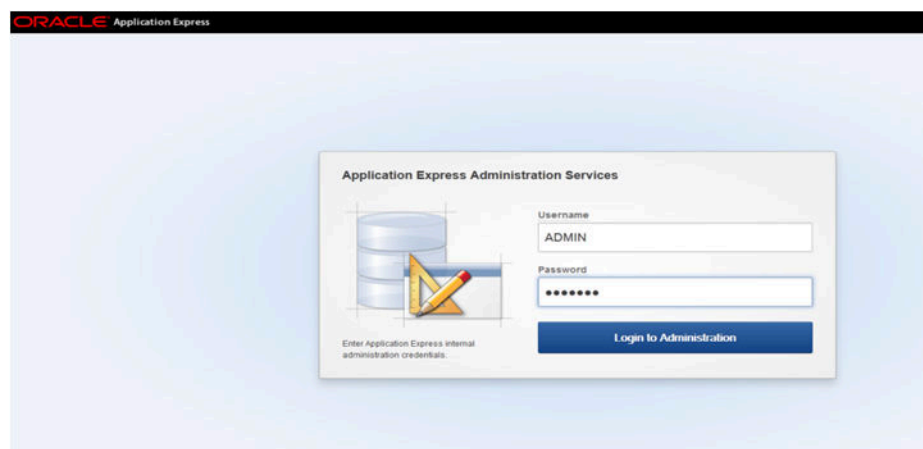 ORACLE Application Express
Application Express Administration Services
Username
ADMIN
Password
•••••••
Enter Application Express internal
administration credentials.
Login to Administration